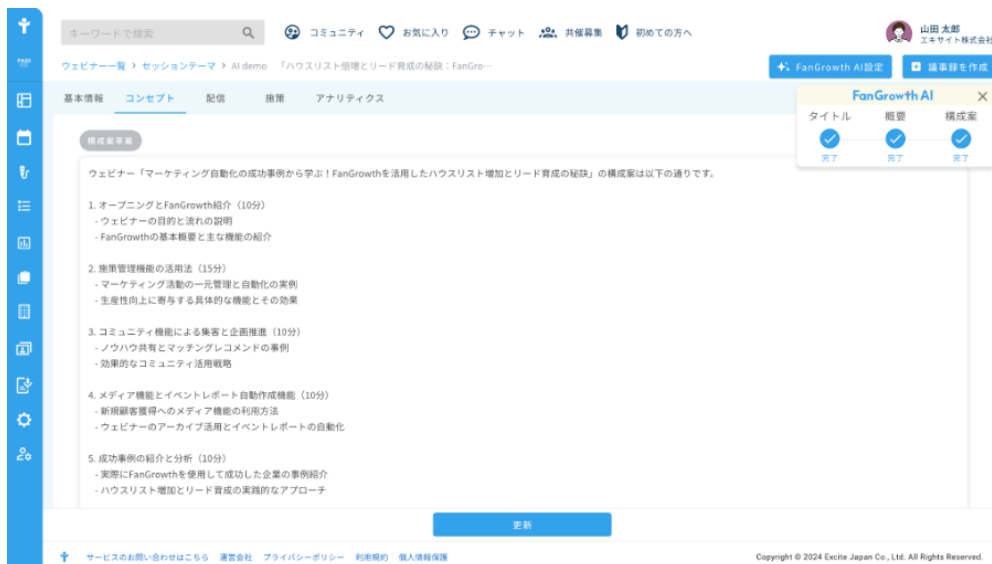 キーワードで検索
コミュニティ
お気に入り
チャット
共催募集
初めての方へ
山田 太郎
エキサイト株式会社
ウェビナー一覧 > セッションテーマ > AI demo 「ハウスリスト倍増とリード育成の秘訣：FanGro…
FanGrowth AI設定
議事録を作成
基本情報
コンセプト
配信
施策
アナリティクス
FanGrowth AI
タイトル
概要
構成案
完了
完了
完了
構成案草案
ウェビナー「マーケティング自動化の成功事例から学ぶ！FanGrowthを活用したハウスリスト増加とリード育成の秘訣」の構成案は以下の通りです。
1. オープニングとFanGrowth紹介（10分）
- ウェビナーの目的と流れの説明
- FanGrowthの基本概要と主な機能の紹介
2. 施策管理機能の活用法（15分）
- マーケティング活動の一元管理と自動化の実例
- 生産性向上に寄与する具体的な機能とその効果
3. コミュニティ機能による集客と企画推進（10分）
- ノウハウ共有とマッチングレコメンドの事例
- 効果的なコミュニティ活用戦略
4. メディア機能とイベントレポート自動作成機能（10分）
- 新規顧客獲得へのメディア機能の利用方法
- ウェビナーのアーカイブ活用とイベントレポートの自動化
5. 成功事例の紹介と分析（10分）
- 実際にFanGrowthを使用して成功した企業の事例紹介
- ハウスリスト増加とリード育成の実践的なアプローチ
更新
サービスのお問い合わせはこちら
運営会社
プライバシーポリシー
利用規約
個人情報保護
Copyright © 2024 Excite Japan Co., Ltd. All Rights Reserved.